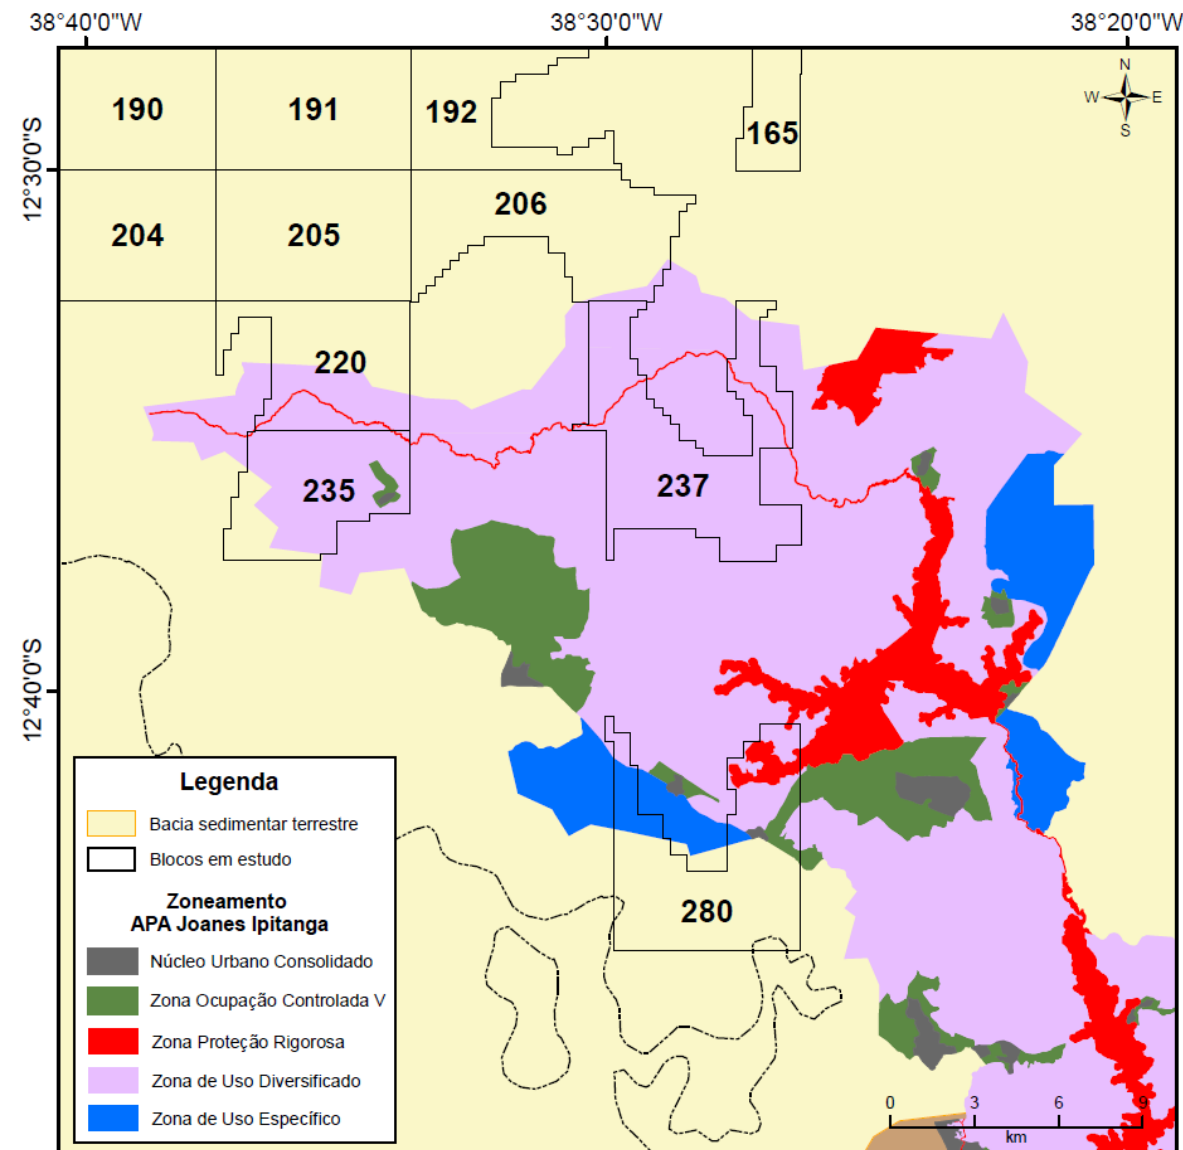 38°40'0"W
38°30'0"W
38°20'0"W
N
W
E
S
190
191
192
165
12°30'0"S
204
205
206
220
235
237
12°40'0"S
280
Legenda
Bacia sedimentar terrestre
Blocos em estudo
Zoneamento
APA Joanes Ipitanga
Núcleo Urbano Consolidado
Zona Ocupação Controlada V
Zona Proteção Rigorosa
Zona de Uso Diversificado
Zona de Uso Específico
0 3 6 9
km